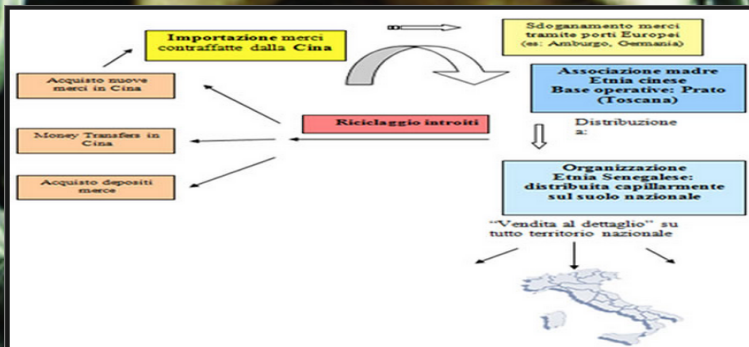 Importazione merci
contraffatte dalla Cina
Sdoganamento merci
tramite porti Europei
(es: Amburgo, Germania)
Acquisto nuove
merci in Cina
Associazione madre
Etnia cinese
Base operative: Prato
(Toscana)
Riciclaggio introiti
Distribuzione
a:
Money Transfers in
Cina
Acquisto depositi
merce
Organizzazione
Etnia Senegalese:
distribuita capillarmente
sul suolo nazionale
“Vendita al dettaglio” su
tutto territorio nazionale